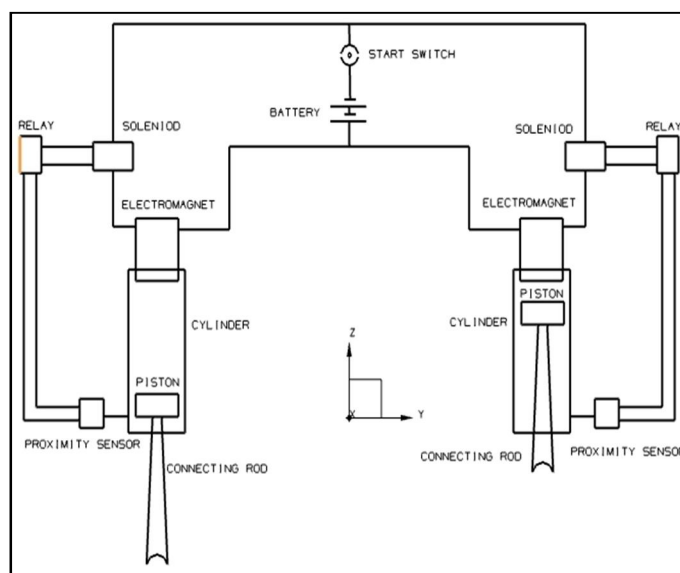 START SWITCH
BATTERY
RELAY
SOLENIOD
SOLENIOD
RELAY
ELECTROMAGNET
ELECTROMAGNET
PISTON
CYLINDER
CYLINDER
Z
PISTON
X
Y
PROXIMITY SENSOR
CONNECTING ROD
CONNECTING ROD
PROXIMITY SENSOR